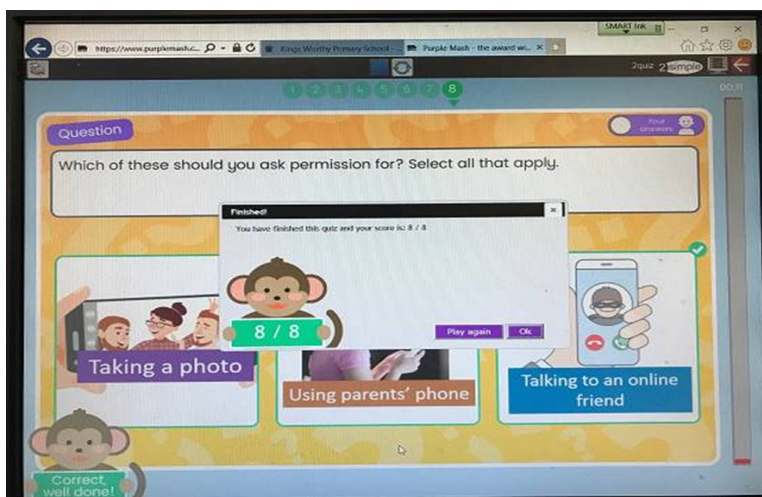 SMART Ink
https://www.purplemash.c...
Kings Worthy Primary School - ...
Purple Mash - the award wi...
2quiz 2simple
1 2 3 4 5 6 7 8
00:11
Question
Your answers
Which of these should you ask permission for? Select all that apply.
Finished!
You have finished this quiz and your score is: 8 / 8
8 / 8
Play again
Ok
Taking a photo
Using parents' phone
Talking to an online
friend
Correct,
well done!